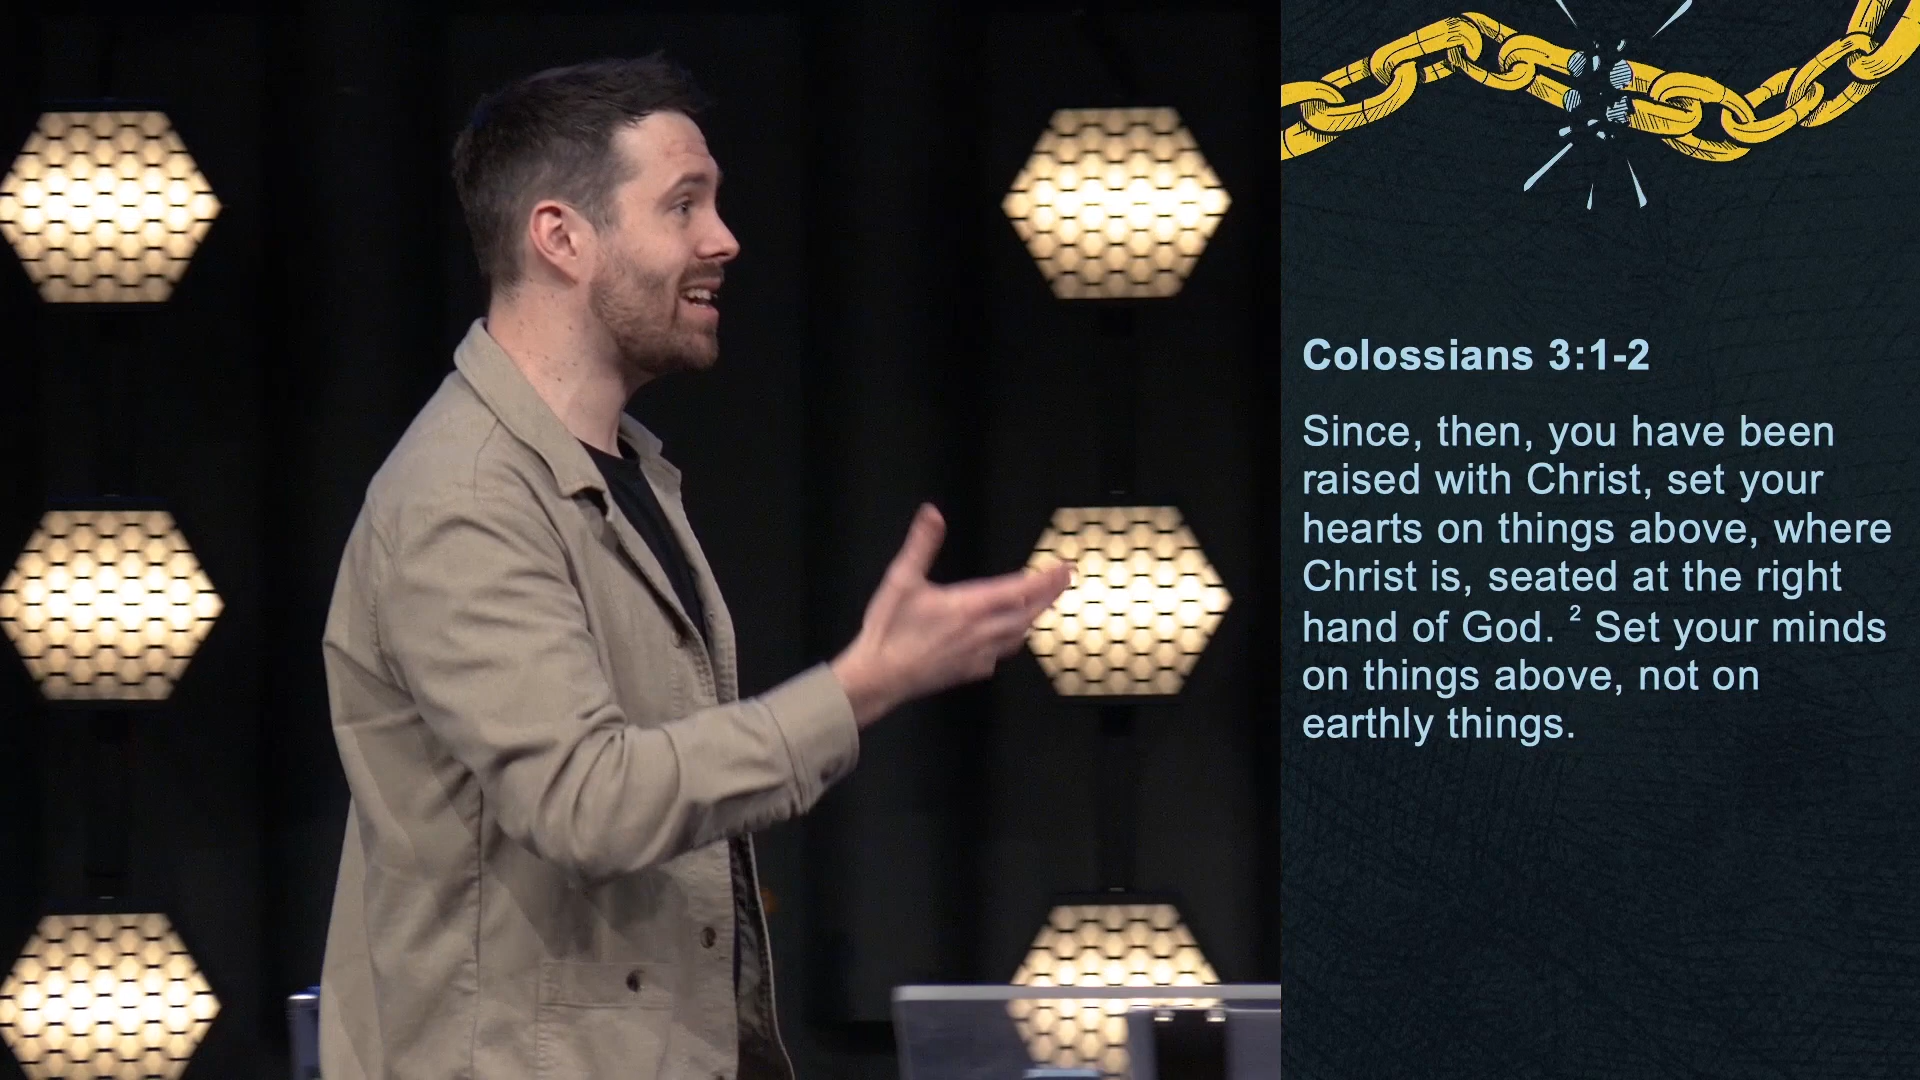 Colossians 3:1-2
Since, then, you have been
raised with Christ, set your
hearts on things above, where
Christ is, seated at the right
hand of God. ² Set your minds
on things above, not on
earthly things.